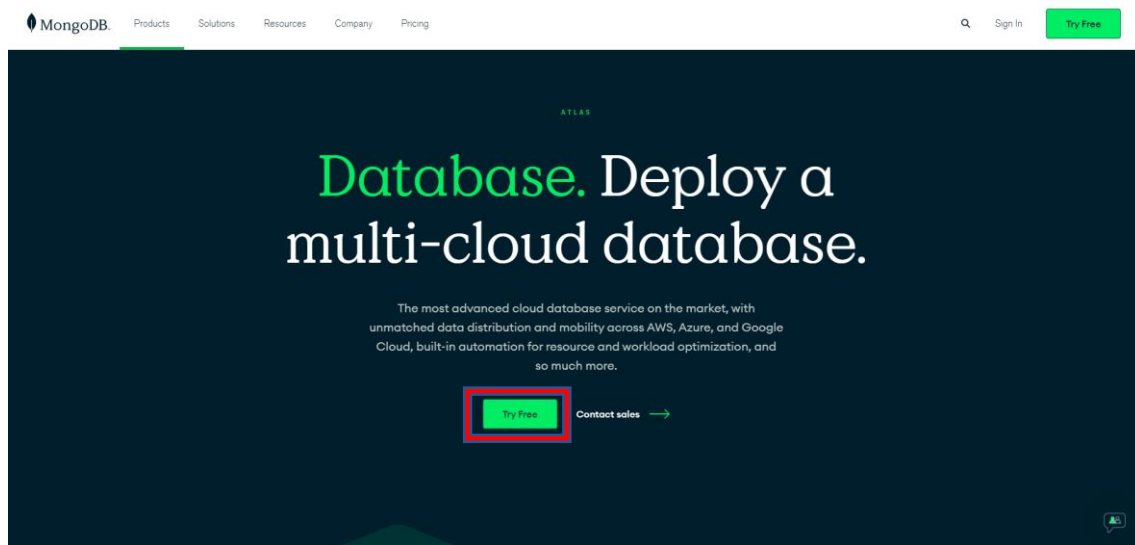 MongoDB. Products Solutions Resources Company Pricing Sign In Try Free
ATLAS
Database. Deploy a
multi-cloud database.
The most advanced cloud database service on the market, with
unmatched data distribution and mobility across AWS, Azure, and Google
Cloud, built-in automation for resource and workload optimization, and
so much more.
Try Free Contact sales